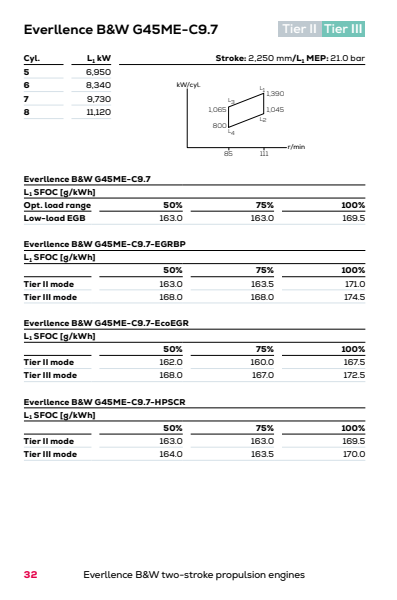 Everllence B&W G45ME-C9.7 Tier II Tier III
Cyl. L₁ kW Stroke: 2,250 mm/L₁ MEP: 21.0 bar
5 6,950
6 8,340
7 9,730
8 11,120
kW/cyl.
L₁ 1,390
L₃ 1,065
L₂ 1,045
800 L₄
r/min
85 111
Everllence B&W G45ME-C9.7
L₁ SFOC [g/kWh]
Opt. load range 50% 75% 100%
Low-load EGB 163.0 163.0 169.5
Everllence B&W G45ME-C9.7-EGRBP
L₁ SFOC [g/kWh]
50% 75% 100%
Tier II mode 163.0 163.5 171.0
Tier III mode 168.0 168.0 174.5
Everllence B&W G45ME-C9.7-EcoEGR
L₁ SFOC [g/kWh]
50% 75% 100%
Tier II mode 162.0 160.0 167.5
Tier III mode 168.0 167.0 172.5
Everllence B&W G45ME-C9.7-HPSCR
L₁ SFOC [g/kWh]
50% 75% 100%
Tier II mode 163.0 163.0 169.5
Tier III mode 164.0 163.5 170.0
32 Everllence B&W two-stroke propulsion engines